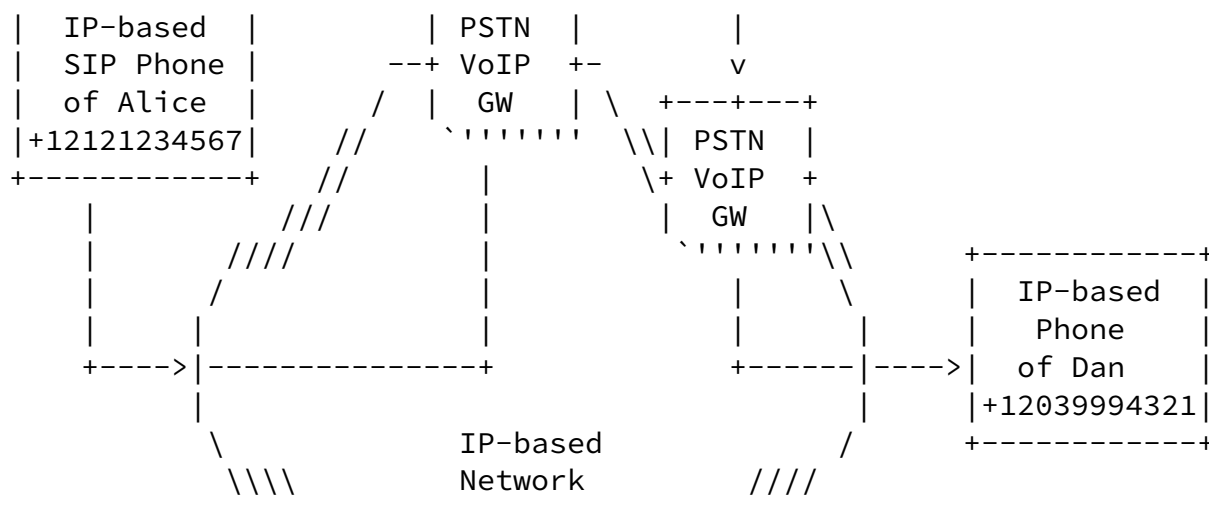 |  IP-based  |         | PSTN  |        |
|  SIP Phone |       --+ VoIP  +-       v
|  of Alice  |      /  |  GW   | \  +---+---+
|+12121234567|    //   `'''''''   \\| PSTN  |
+------------+   //       |        \+ VoIP  +
    |          ///        |         |  GW   |\
    |       ////          |         `'''''''\\       +------------+
    |      /              |             |     \      |  IP-based  |
    |     |               |             |      |     |   Phone    |
    +---->|---------------+             +------|---->|  of Dan    |
          |                                    |     |+12039994321|
           \             IP-based             /      +------------+
            \\\\         Network         ////